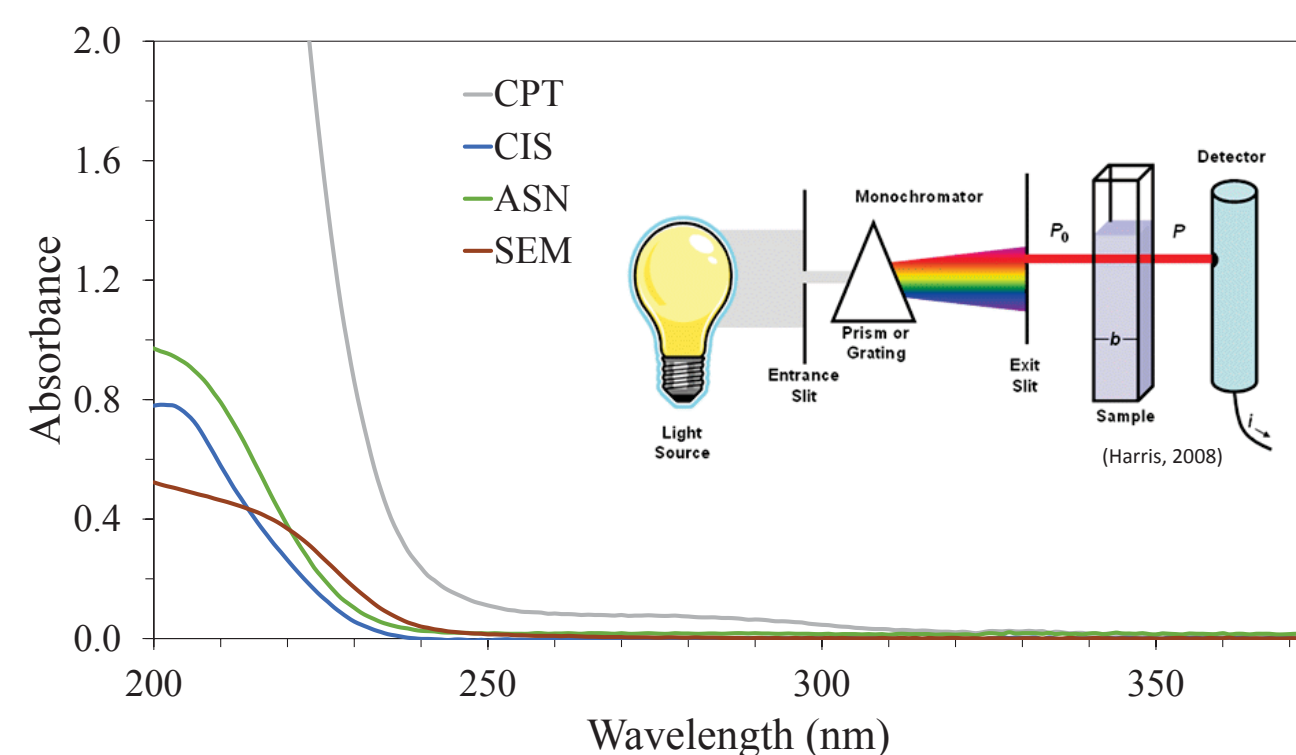 2.0
1.6
1.2
0.8
0.4
0.0
Absorbance
200
250
300
350
Wavelength (nm)
CPT
CIS
ASN
SEM
Light
Source
Entrance
Slit
Monochromator
Prism or
Grating
Exit
Slit
P0
b
Sample
P
Detector
i
(Harris, 2008)